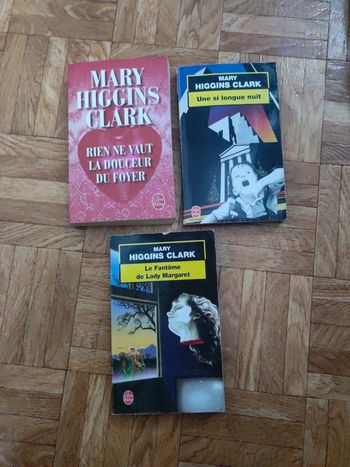 MARY
HIGGINS
CLARK
RIEN NE VAUT
LA DOUCEUR
DU FOYER
MARY
HIGGINS CLARK
Une si longue nuit
MARY
HIGGINS CLARK
Le Fantôme
de Lady Margaret